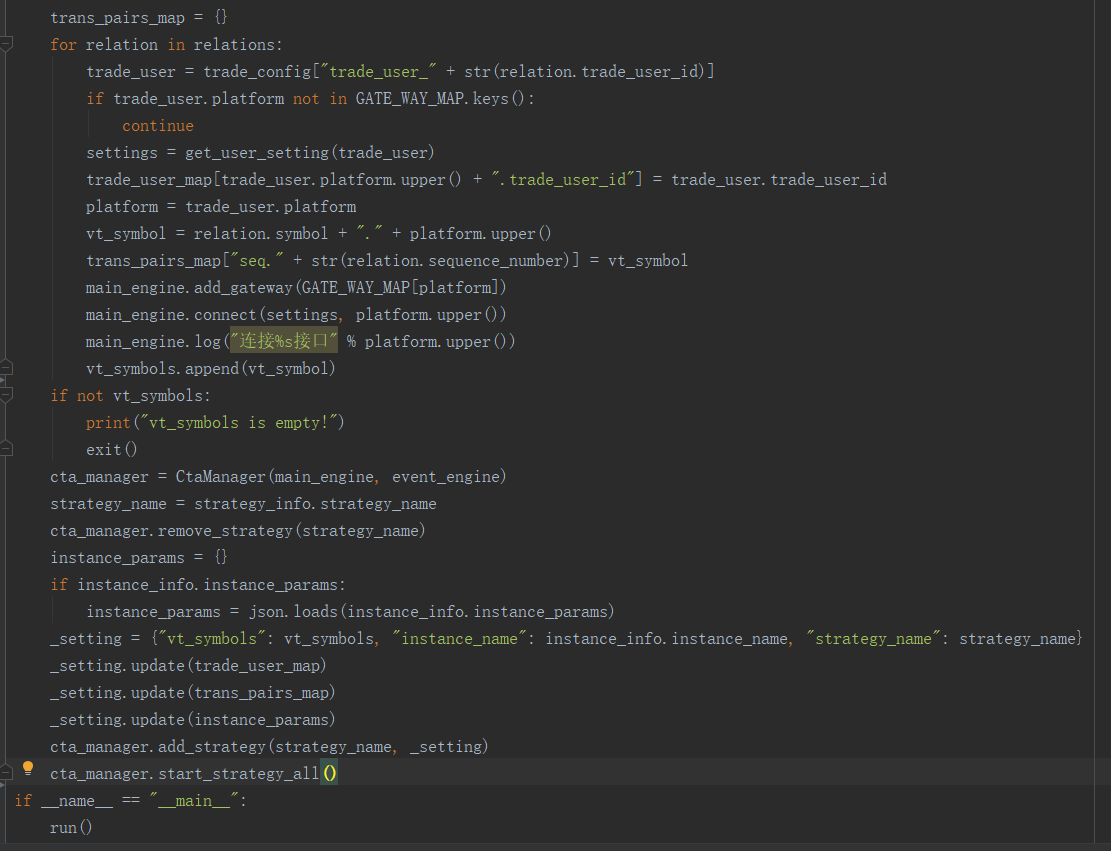 trans_pairs_map = {}
for relation in relations:
trade_user = trade_config["trade_user_" + str(relation.trade_user_id)]
if trade_user.platform not in GATE_WAY_MAP.keys():
continue
settings = get_user_setting(trade_user)
trade_user_map[trade_user.platform.upper() + ".trade_user_id"] = trade_user.trade_user_id
platform = trade_user.platform
vt_symbol = relation.symbol + "." + platform.upper()
trans_pairs_map["seq." + str(relation.sequence_number)] = vt_symbol
main_engine.add_gateway(GATE_WAY_MAP[platform])
main_engine.connect(settings, platform.upper())
main_engine.log("连接%s接口" % platform.upper())
vt_symbols.append(vt_symbol)
if not vt_symbols:
print("vt_symbols is empty!")
exit()
cta_manager = CtaManager(main_engine, event_engine)
strategy_name = strategy_info.strategy_name
cta_manager.remove_strategy(strategy_name)
instance_params = {}
if instance_info.instance_params:
instance_params = json.loads(instance_info.instance_params)
_setting = {"vt_symbols": vt_symbols, "instance_name": instance_info.instance_name, "strategy_name": strategy_name}
_setting.update(trade_user_map)
_setting.update(trans_pairs_map)
_setting.update(instance_params)
cta_manager.add_strategy(strategy_name, _setting)
cta_manager.start_strategy_all()
if __name__ == "__main__":
run()